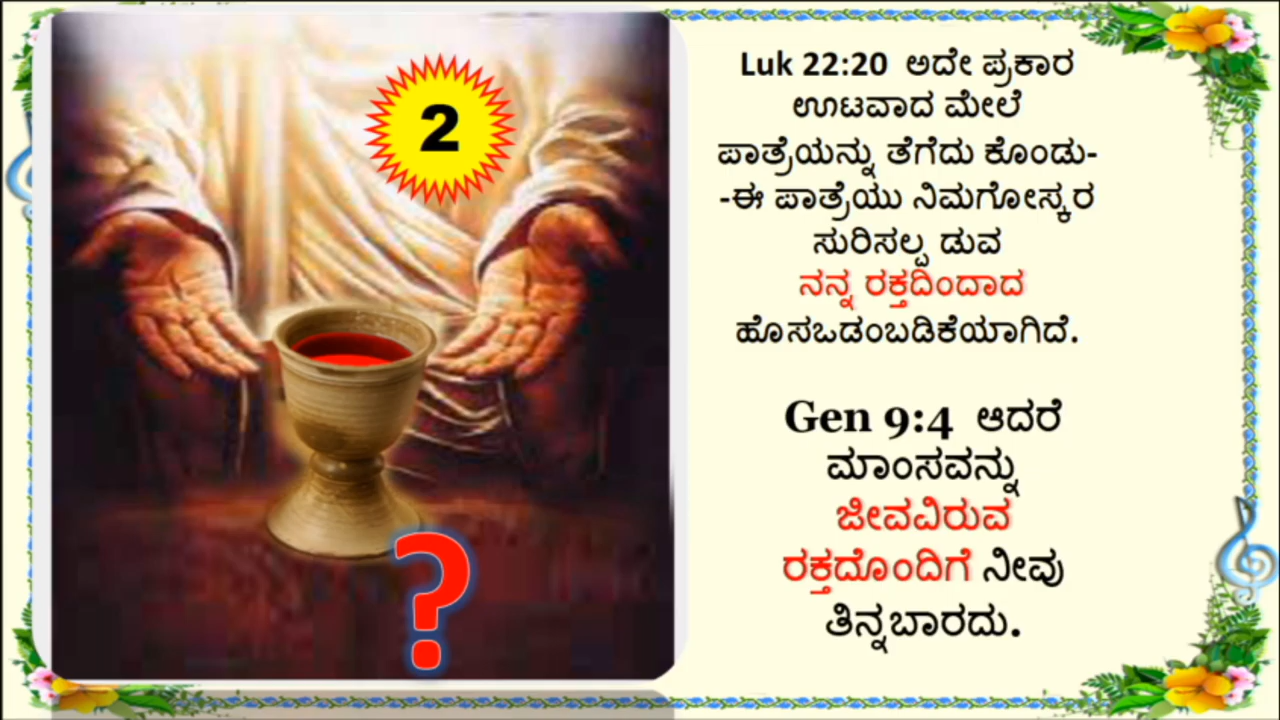 2
?
Luk 22:20 ಅದೇ ಪ್ರಕಾರ
ಊಟವಾದ ಮೇಲೆ
ಪಾತ್ರೆಯನ್ನು ತೆಗೆದು ಕೊಂಡು-
-ಈ ಪಾತ್ರೆಯು ನಿಮಗೋಸ್ಕರ
ಸುರಿಸಲ್ಪ ಡುವ
ನನ್ನ ರಕ್ತದಿಂದಾದ
ಹೊಸಒಡಂಬಡಿಕೆಯಾಗಿದೆ.
Gen 9:4 ಆದರೆ
ಮಾಂಸವನ್ನು
ಜೀವವಿರುವ
ರಕ್ತದೊಂದಿಗೆ ನೀವು
ತಿನ್ನಬಾರದು.